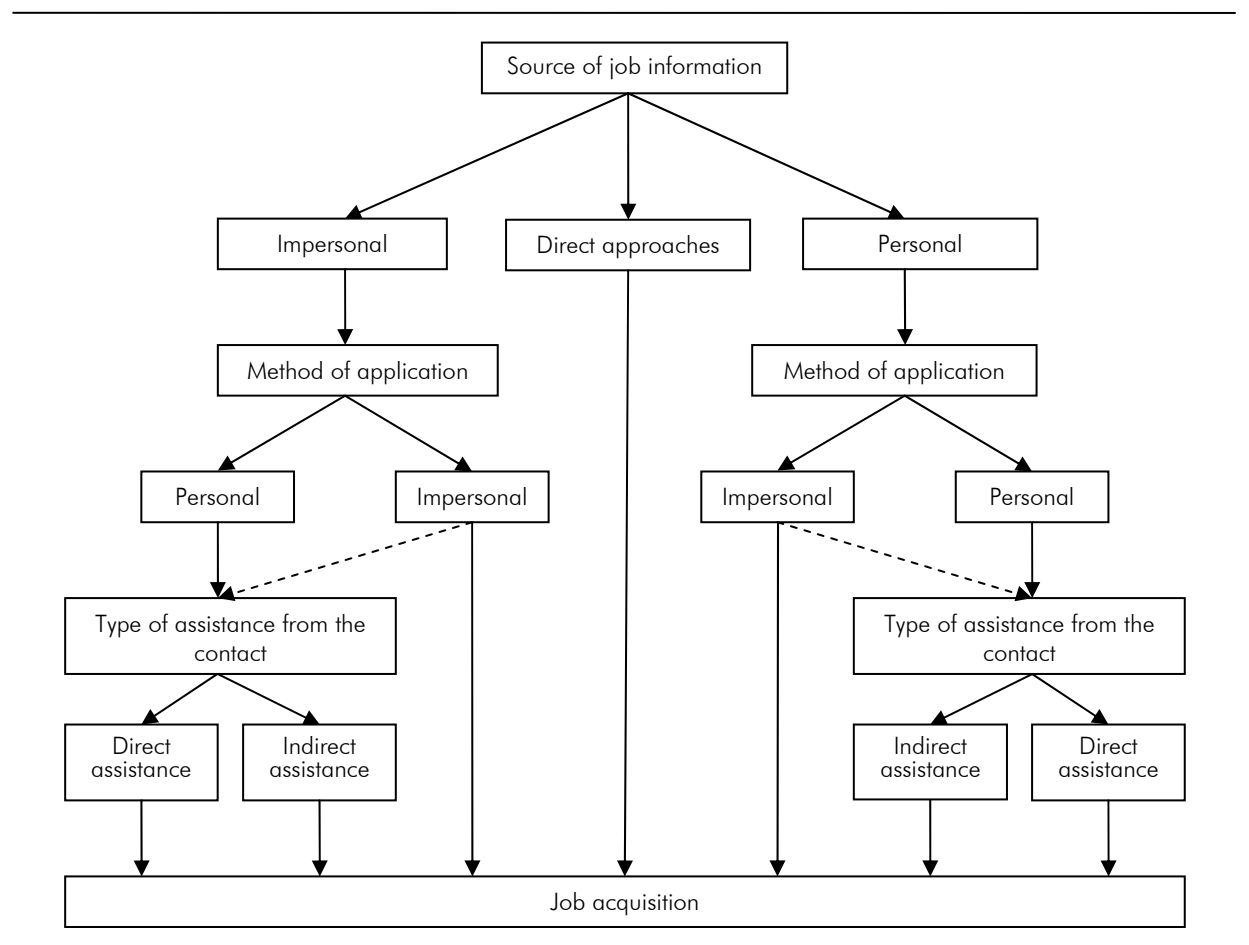 Source of job information
Impersonal
Direct approaches
Personal
Method of application
Method of application
Personal
Impersonal
Impersonal
Personal
Type of assistance from the
contact
Type of assistance from the
contact
Direct
assistance
Indirect
assistance
Indirect
assistance
Direct
assistance
Job acquisition